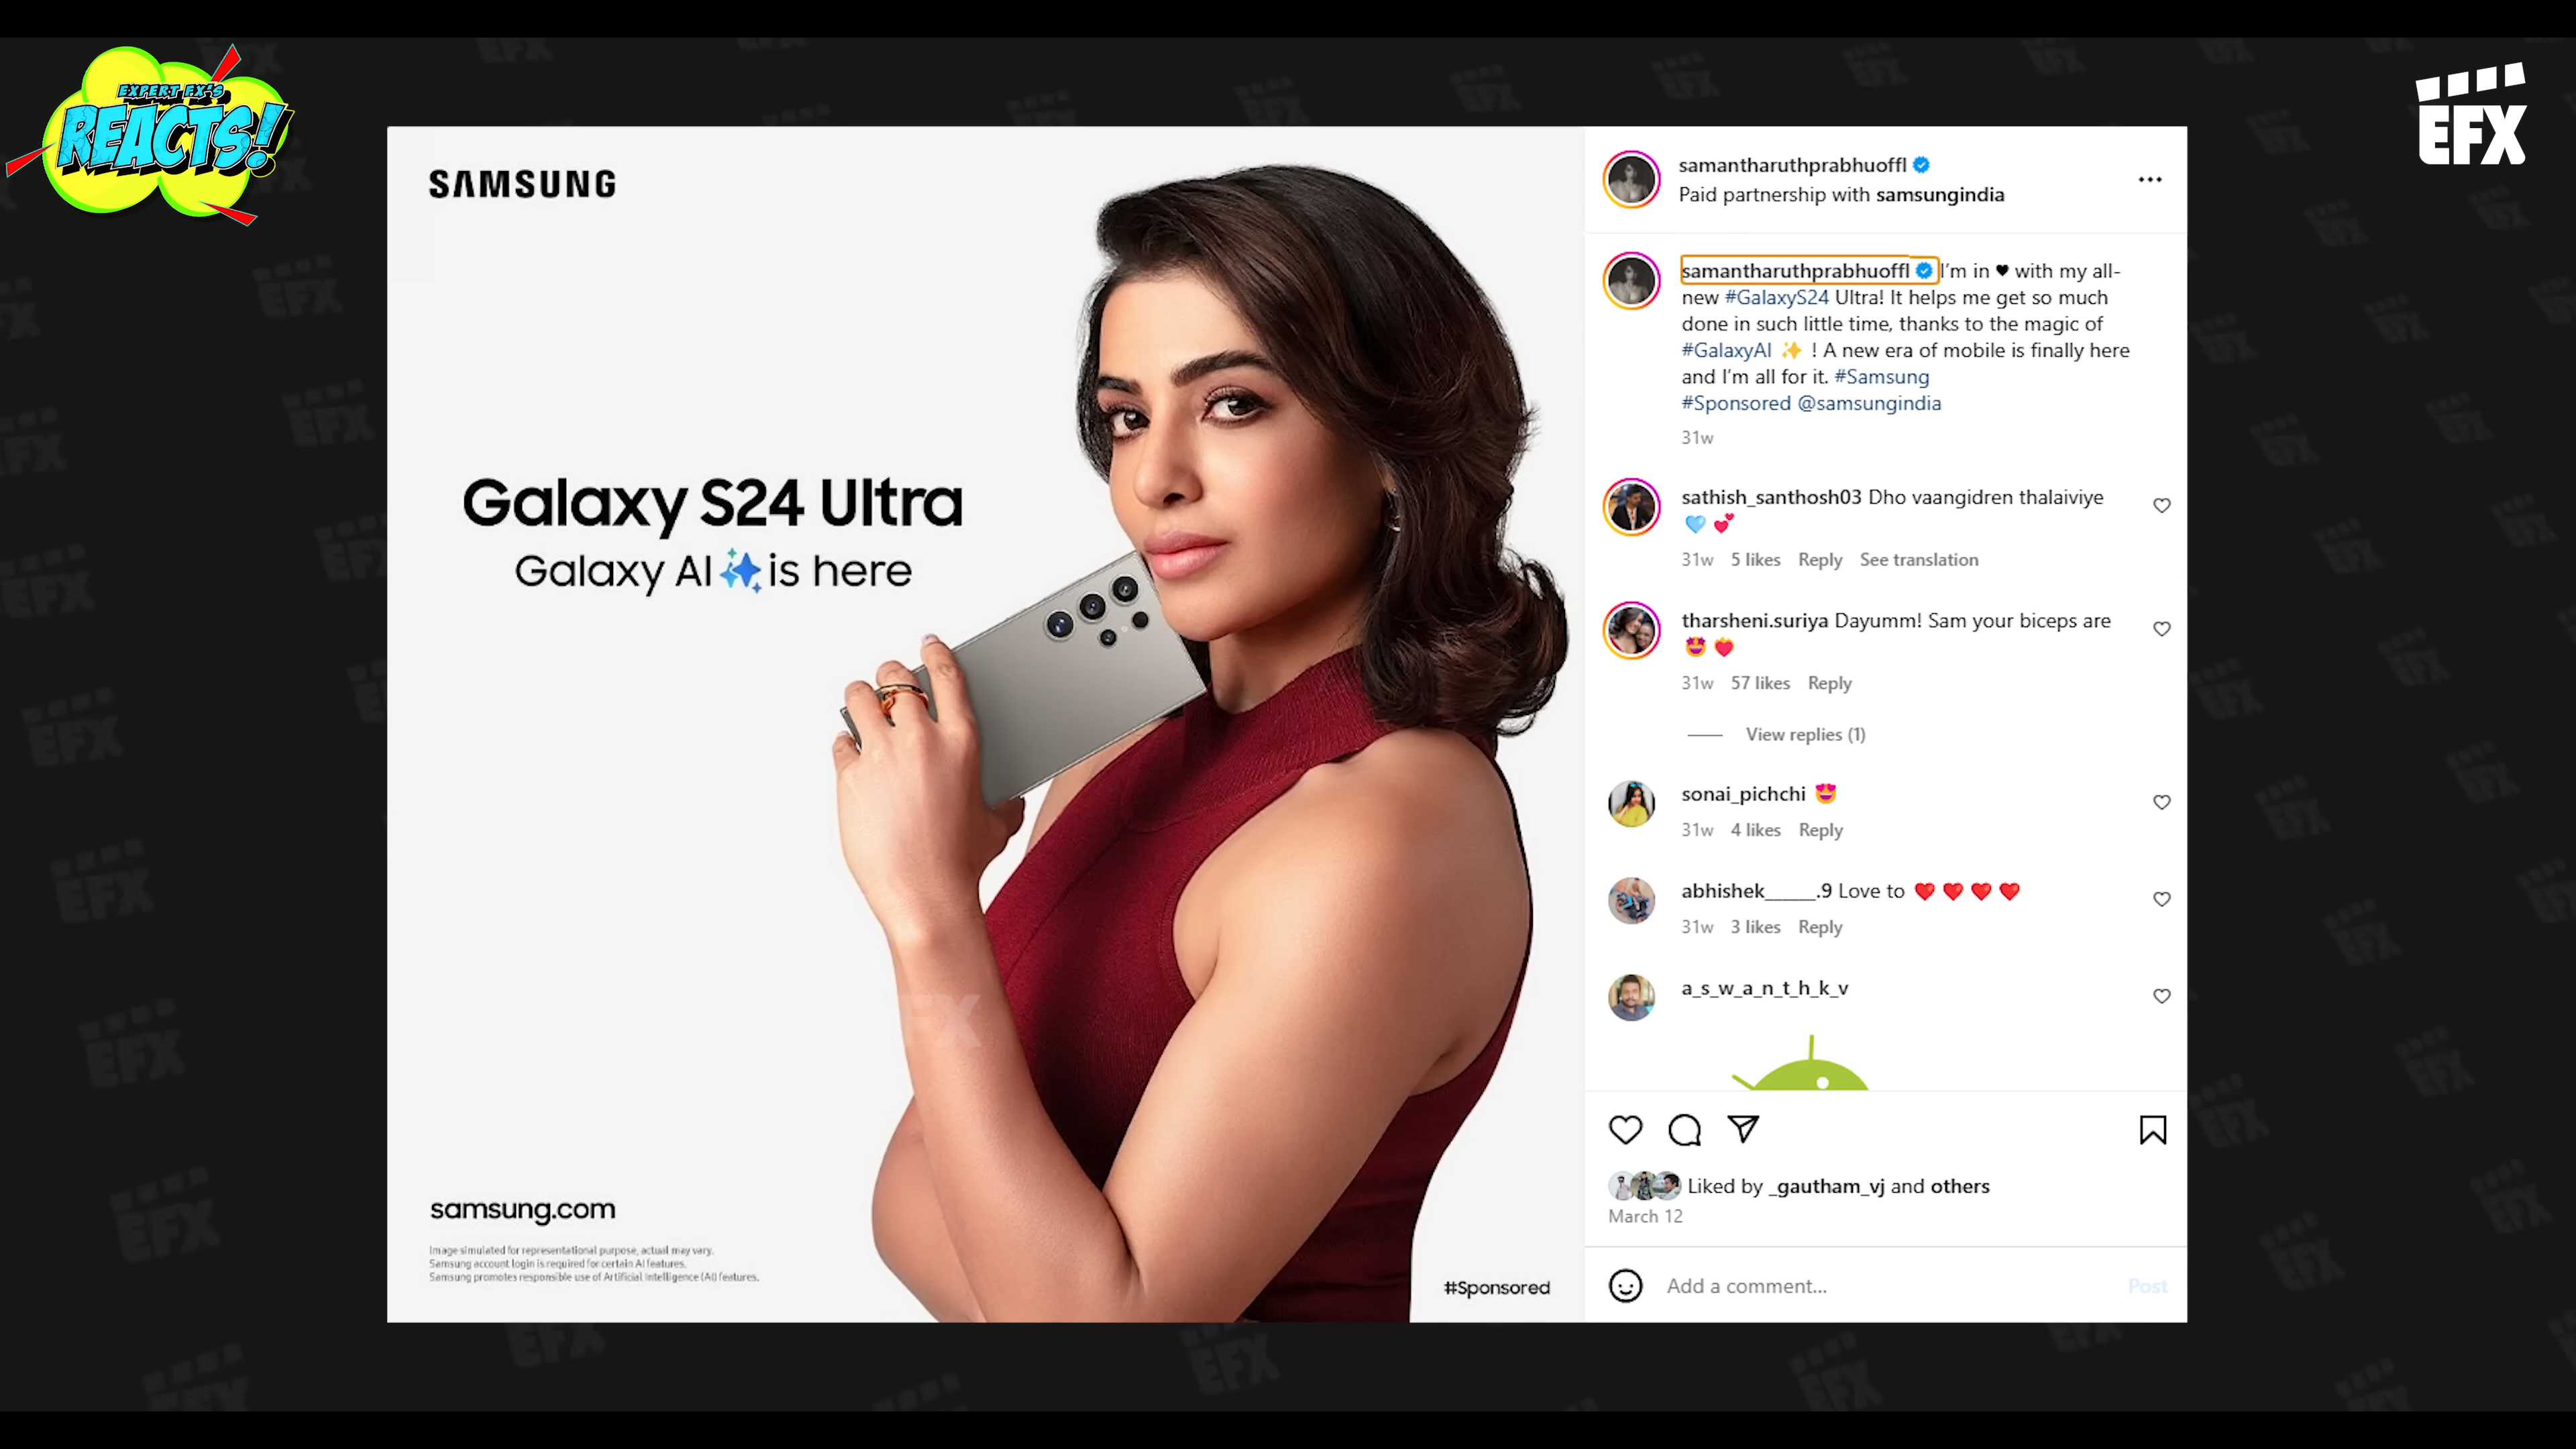 EXPERT FX'S
REACTS!
EFX
SAMSUNG
Galaxy S24 Ultra
Galaxy AI ✨is here
EXPERT FX
samsung.com
Image simulated for representational purpose, actual may vary.
Samsung account login is required for certain AI features.
Samsung promotes responsible use of Artificial Intelligence (AI) features.
#Sponsored
samantharuthprabhuoffl
Paid partnership with samsungindia
samantharuthprabhuoffl I'm in 🖤 with my all-
new #GalaxyS24 Ultra! It helps me get so much
done in such little time, thanks to the magic of
#GalaxyAI ✨ ! A new era of mobile is finally here
and I'm all for it. #Samsung
#Sponsored @samsungindia
31w
sathish_santhosh03 Dho vaangidren thalaiviye
🩵 💕
31w 5 likes Reply See translation
tharsheni.suriya Dayumm! Sam your biceps are
😍 ❤️
31w 57 likes Reply
View replies (1)
sonai_pichchi 😍
31w 4 likes Reply
abhishek______.9 Love to ❤️ ❤️ ❤️ ❤️
31w 3 likes Reply
a_s_w_a_n_t_h_k_v
Liked by _gautham_vj and others
March 12
Add a comment...
Post